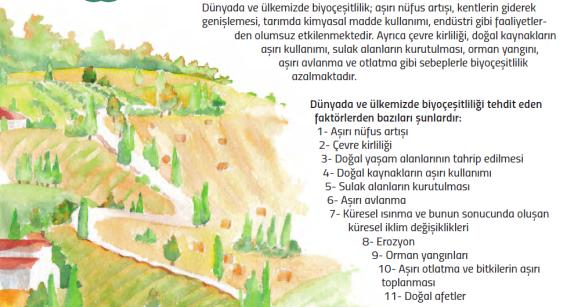 Dünyada ve ülkemizde biyoçeşitlilik; aşırı nüfus artışı, kentlerin giderek
genişlemesi, tarımda kimyasal madde kullanımı, endüstri gibi faaliyetler-
den olumsuz etkilenmektedir. Ayrıca çevre kirliliği, doğal kaynakların
aşırı kullanımı, sulak alanların kurutulması, orman yangını,
aşırı avlanma ve otlatma gibi sebeplerle biyoçeşitlilik
azalmaktadır.
Dünyada ve ülkemizde biyoçeşitliliği tehdit eden
faktörlerden bazıları şunlardır:
1- Aşırı nüfus artışı
2- Çevre kirliliği
3- Doğal yaşam alanlarının tahrip edilmesi
4- Doğal kaynakların aşırı kullanımı
5- Sulak alanların kurutulması
6- Aşırı avlanma
7- Küresel ısınma ve bunun sonucunda oluşan
küresel iklim değişiklikleri
8- Erozyon
9- Orman yangınları
10- Aşırı otlatma ve bitkilerin aşırı
toplanması
11- Doğal afetler